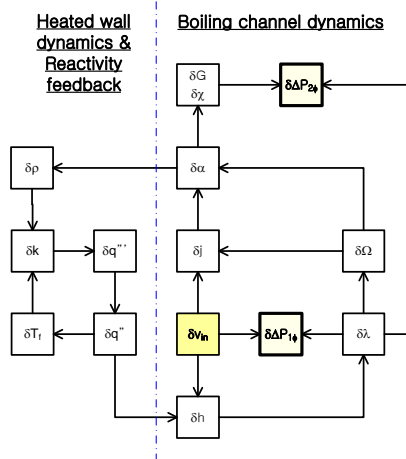 Heated wall
dynamics &
Reactivity
feedback
Boiling channel dynamics
δG
δχ
δΔP2ϕ
δρ
δα
δk
δq'''
δj
δΩ
δTf
δq''
δvin
δΔP1ϕ
δλ
δh